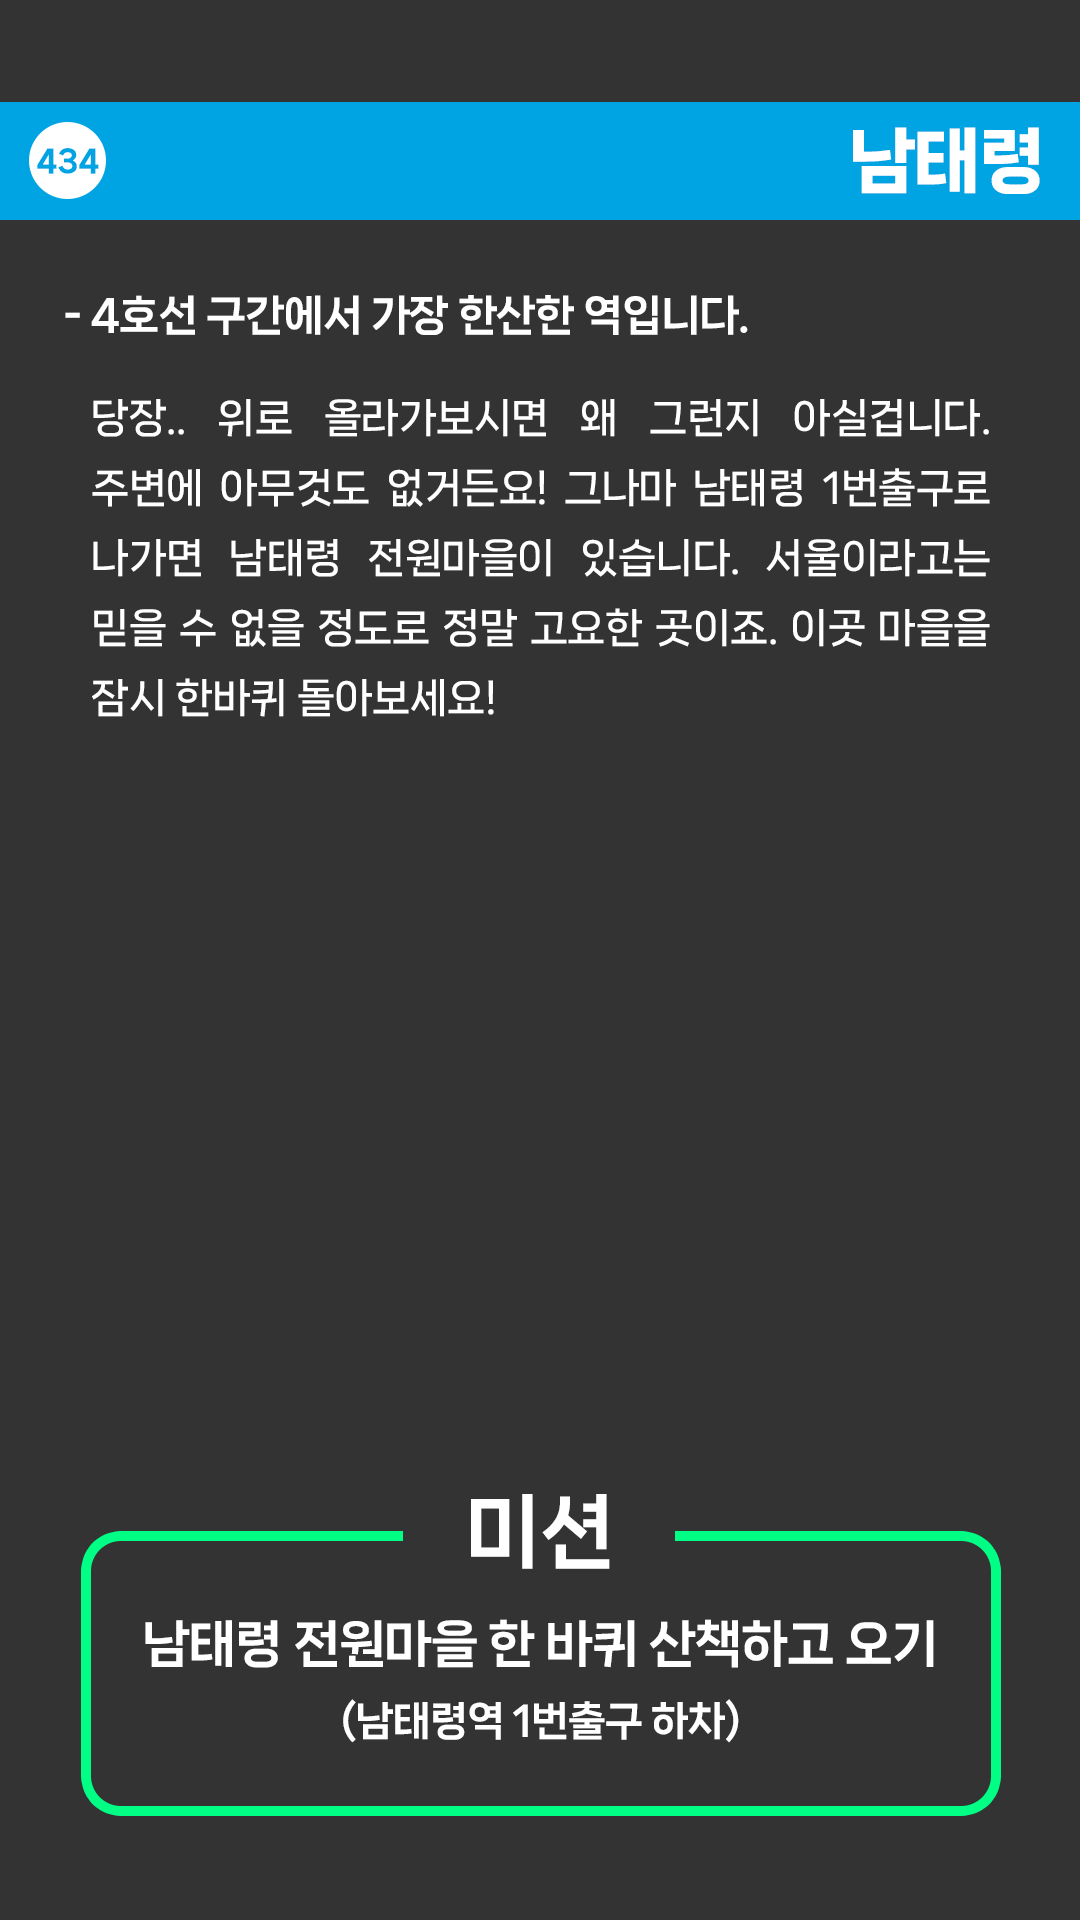 434
남태령
- 4호선 구간에서 가장 한산한 역입니다.
당장.. 위로 올라가보시면 왜 그런지 아실겁니다.
주변에 아무것도 없거든요! 그나마 남태령 1번출구로
나가면 남태령 전원마을이 있습니다. 서울이라고는
믿을 수 없을 정도로 정말 고요한 곳이죠. 이곳 마을을
잠시 한바퀴 돌아보세요!
미션
남태령 전원마을 한 바퀴 산책하고 오기
(남태령역 1번출구 하차)